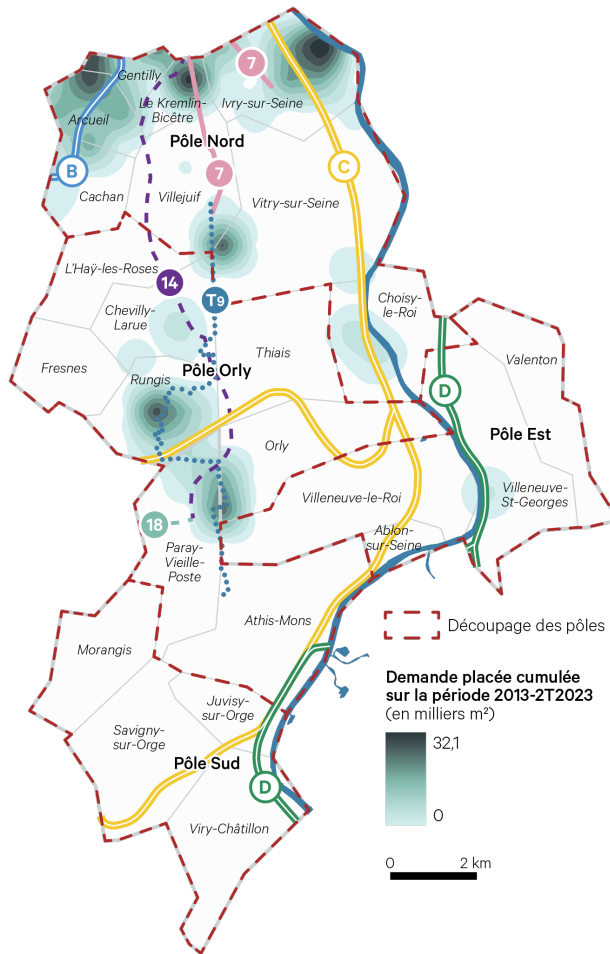 Gentilly
7
Le Kremlin-
Bicêtre
Ivry-sur-Seine
Arcueil
Pôle Nord
B
7
C
Cachan
Villejuif
Vitry-sur-Seine
L'Haÿ-les-Roses
14
T9
Choisy-
le-Roi
Chevilly-
Larue
Thiais
Valenton
Fresnes
Rungis
Pôle Orly
D
Pôle Est
Orly
Villeneuve-le-Roi
Villeneuve-
St-Georges
18
Ablon-
sur-Seine
Paray-
Vieille-
Poste
Athis-Mons
Découpage des pôles
Morangis
Demande placée cumulée
sur la période 2013-2T2023
(en milliers m²)
32,1
0
Juvisy-
sur-Orge
Savigny-
sur-Orge
Pôle Sud
D
Viry-Châtillon
0 2 km